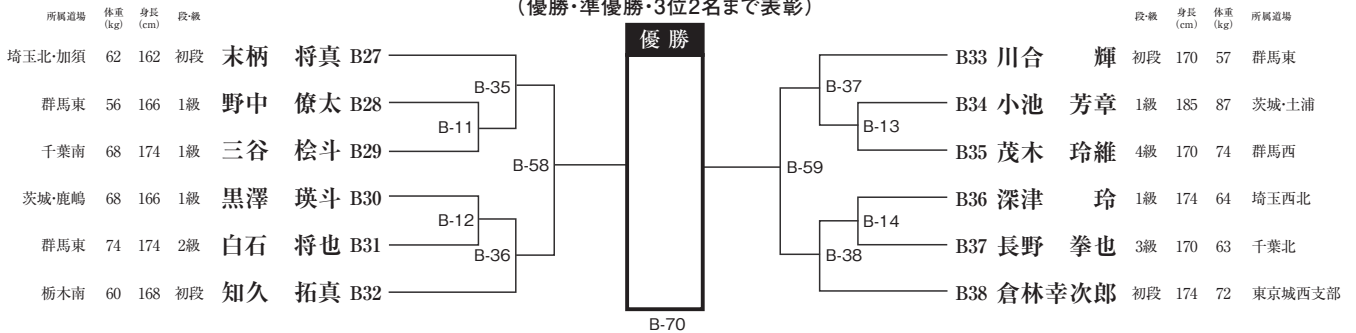 (優勝・準優勝・3位2名まで表彰)
所属道場 体重(kg) 身長(cm) 段・級
優勝
段・級 身長(cm) 体重(kg) 所属道場
埼玉北・加須 62 162 初段 末柄 将真 B27
群馬東 56 166 1級 野中 僚太 B28
千葉南 68 174 1級 三谷 桧斗 B29
茨城・鹿嶋 68 166 1級 黒澤 瑛斗 B30
群馬東 74 174 2級 白石 将也 B31
栃木南 60 168 初段 知久 拓真 B32
B-35
B-11
B-58
B-12
B-36
B33 川合 輝 初段 170 57 群馬東
B34 小池 芳章 1級 185 87 茨城・土浦
B35 茂木 玲維 4級 170 74 群馬西
B36 深津 玲 1級 174 64 埼玉西北
B37 長野 拳也 3級 170 63 千葉北
B38 倉林幸次郎 初段 174 72 東京城西支部
B-37
B-13
B-59
B-14
B-38
B-70